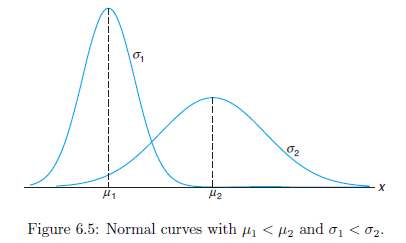 σ1
σ2
x
μ1
μ2
Figure 6.5: Normal curves with μ1 < μ2 and σ1 < σ2.